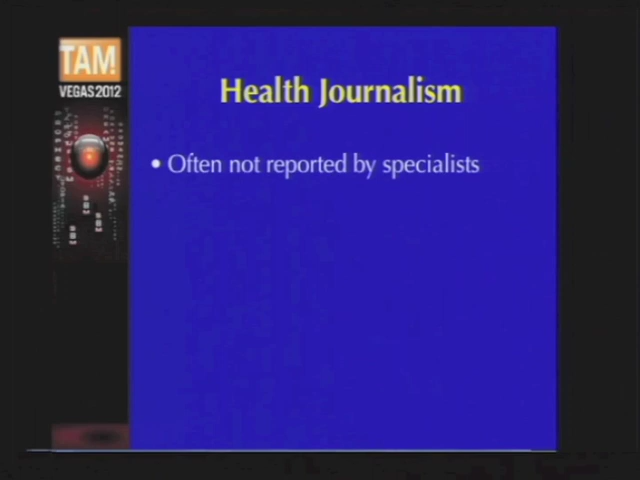 TAM!
VEGAS2012
Health Journalism
• Often not reported by specialists